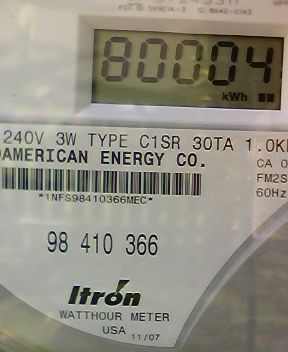 80004
kWh
240V 3W TYPE C1SR 30TA 1.0K
AMERICAN ENERGY CO.
CA 0
*1NFS98410366MEC*
FM2S
60Hz
98 410 366
Itrón
WATTHOUR METER
USA 11/07